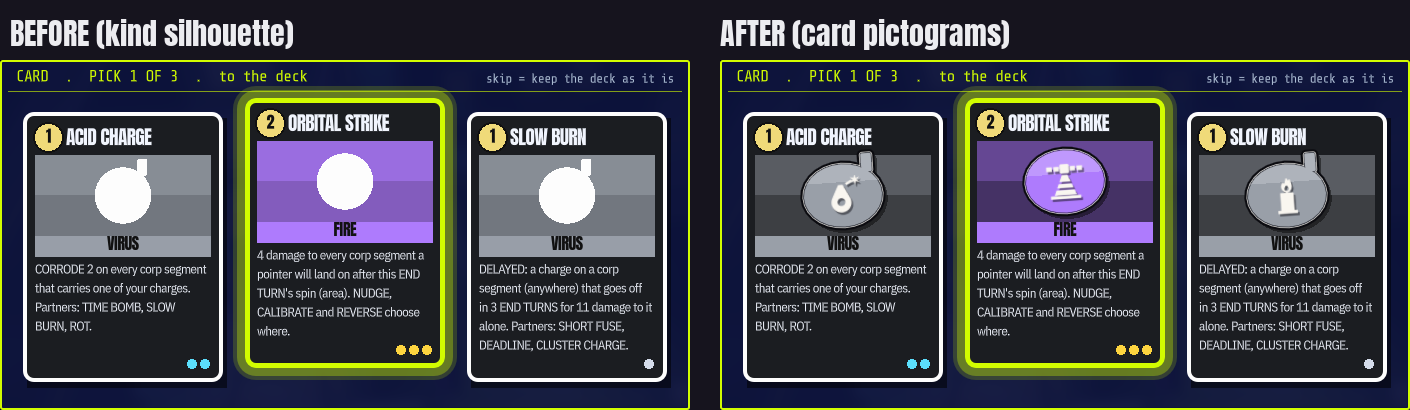 BEFORE (kind silhouette)
CARD . PICK 1 OF 3 . to the deck
skip = keep the deck as it is
1 ACID CHARGE
VIRUS
CORRODE 2 on every corp segment
that carries one of your charges.
Partners: TIME BOMB, SLOW
BURN, ROT.
2 ORBITAL STRIKE
FIRE
4 damage to every corp segment a
pointer will land on after this END
TURN's spin (area). NUDGE,
CALIBRATE and REVERSE choose
where.
1 SLOW BURN
VIRUS
DELAYED: a charge on a corp
segment (anywhere) that goes off
in 3 END TURNS for 11 damage to it
alone. Partners: SHORT FUSE,
DEADLINE, CLUSTER CHARGE.
AFTER (card pictograms)
CARD . PICK 1 OF 3 . to the deck
skip = keep the deck as it is
1 ACID CHARGE
VIRUS
CORRODE 2 on every corp segment
that carries one of your charges.
Partners: TIME BOMB, SLOW
BURN, ROT.
2 ORBITAL STRIKE
FIRE
4 damage to every corp segment a
pointer will land on after this END
TURN's spin (area). NUDGE,
CALIBRATE and REVERSE choose
where.
1 SLOW BURN
VIRUS
DELAYED: a charge on a corp
segment (anywhere) that goes off
in 3 END TURNS for 11 damage to it
alone. Partners: SHORT FUSE,
DEADLINE, CLUSTER CHARGE.